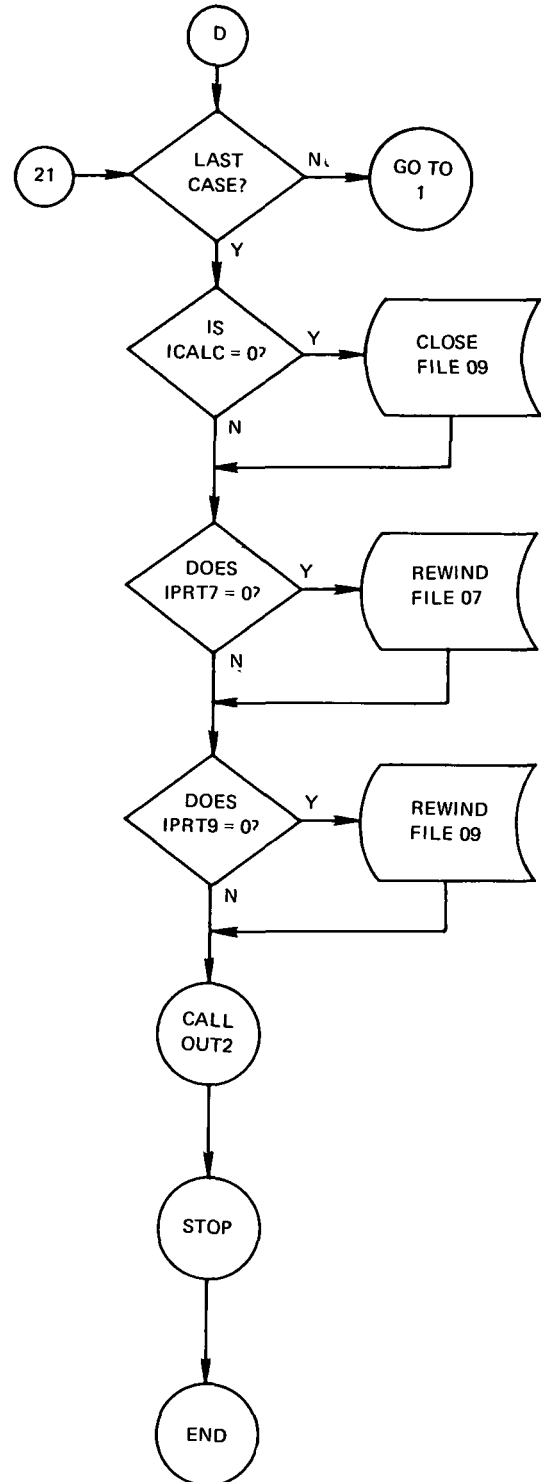 D
21
LAST
CASE?
N
GO TO
1
Y
IS
ICALC = 0?
Y
CLOSE
FILE 09
N
DOES
IPRT7 = 0?
Y
REWIND
FILE 07
N
DOES
IPRT9 = 0?
Y
REWIND
FILE 09
N
CALL
OUT2
STOP
END